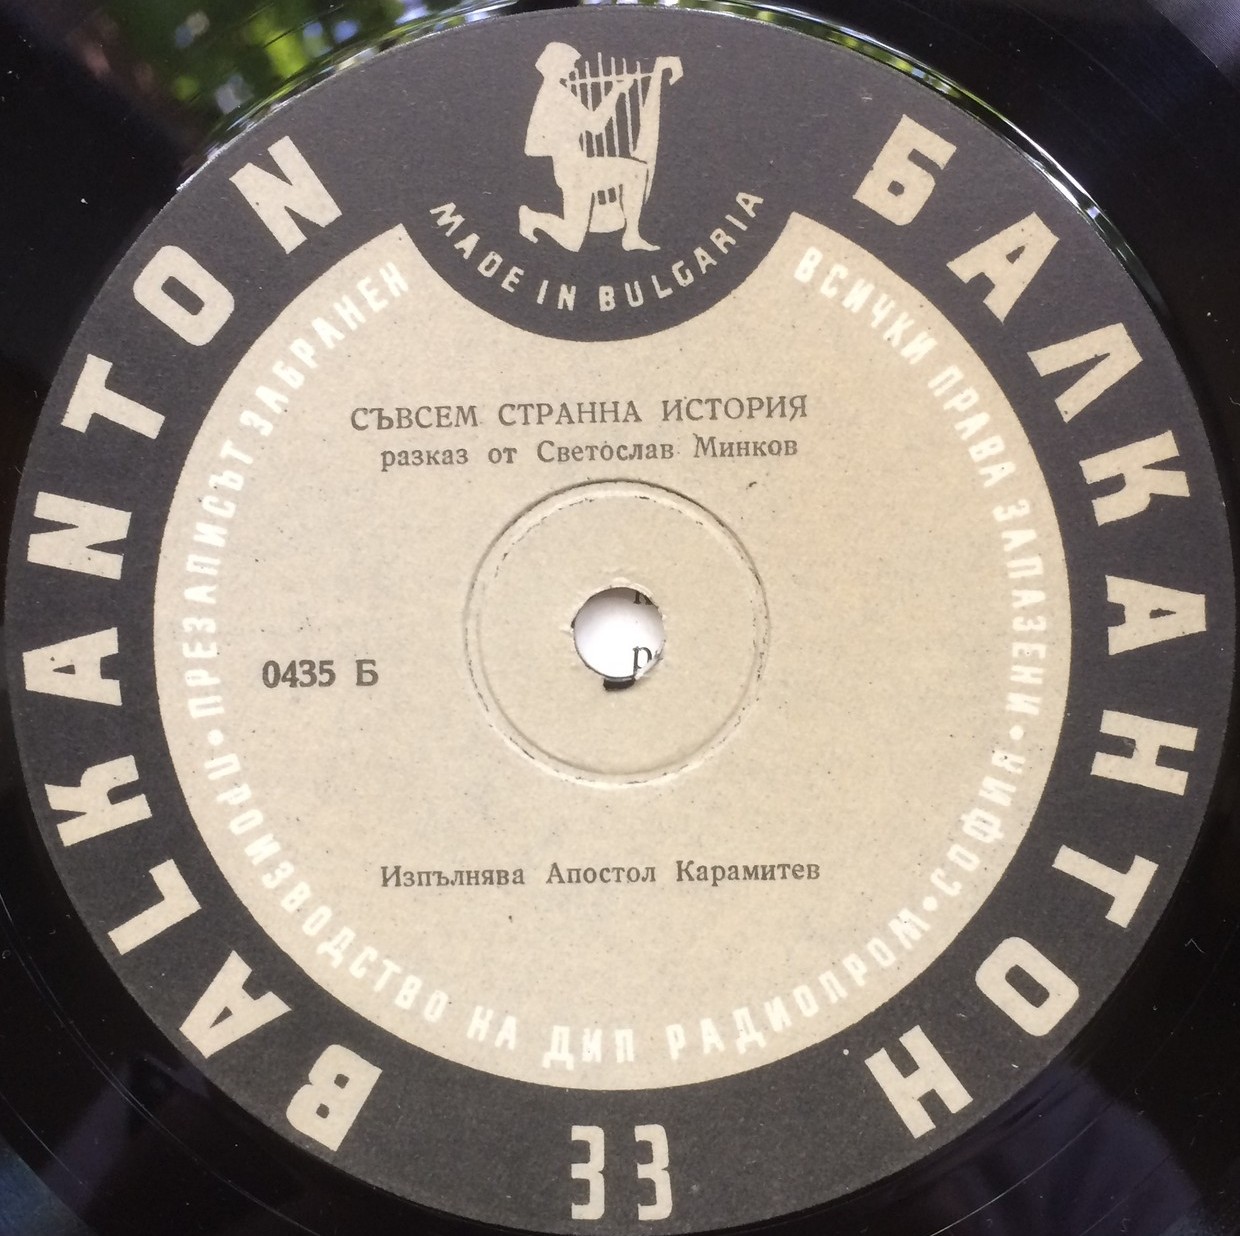 BALKANTON
БАЛКАНТОН
MADE IN BULGARIA
ВСИЧКИ ПРАВА ЗАПАЗЕНИ • ПРЕЗАПИСЪТ ЗАБРАНЕН
СЪВСЕМ СТРАННА ИСТОРИЯ
разказ от Светослав Минков
0435 Б
Изпълнява Апостол Карамитев
• ПРОИЗВОДСТВО НА ДИП РАДИОПРОМ • СОФИЯ •
33